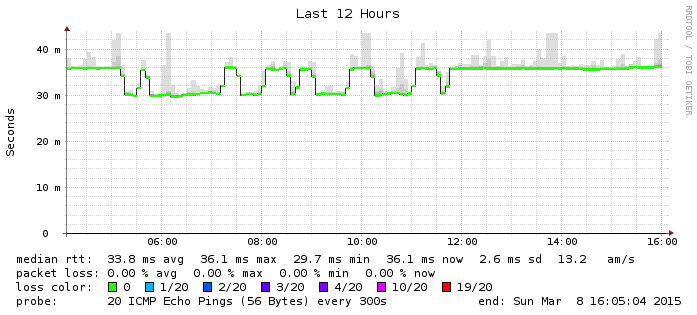 Last 12 Hours
RRDTOOL / TOBI OETIKER
Seconds
40 m
30 m
20 m
10 m
0
06:00 08:00 10:00 12:00 14:00 16:00
median rtt: 33.8 ms avg 36.1 ms max 29.7 ms min 36.1 ms now 2.6 ms sd 13.2 am/s
packet loss: 0.00 % avg 0.00 % max 0.00 % min 0.00 % now
loss color: 0 1/20 2/20 3/20 4/20 10/20 19/20
probe: 20 ICMP Echo Pings (56 Bytes) every 300s end: Sun Mar 8 16:05:04 2015